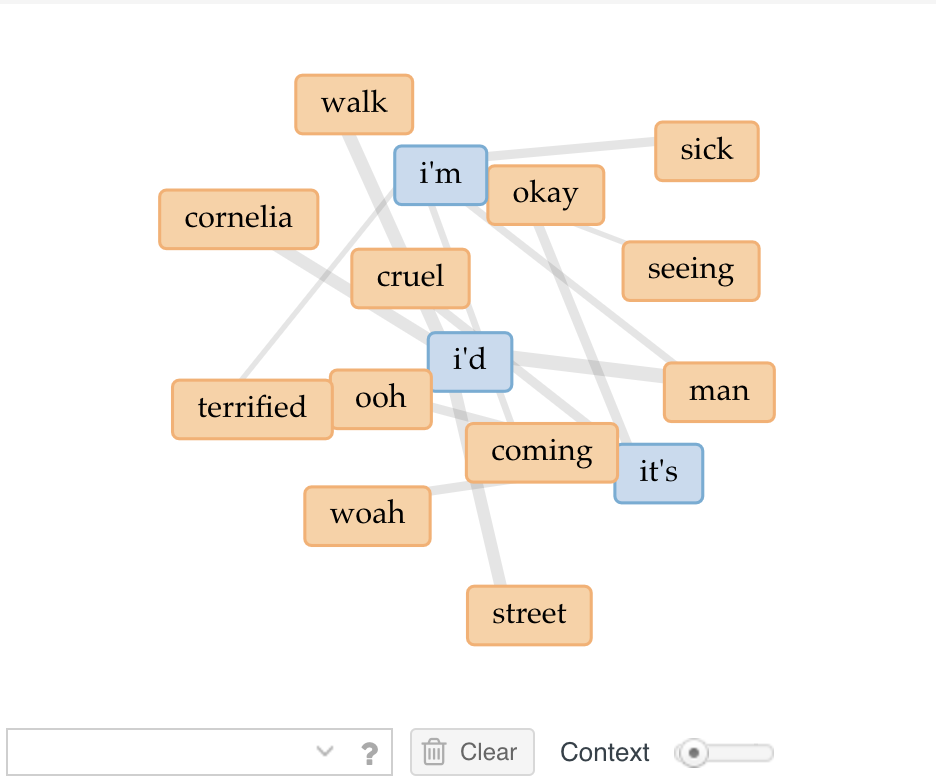 walk
sick
i'm
okay
cornelia
seeing
cruel
i'd
man
terrified
ooh
coming
it's
woah
street
? Clear Context